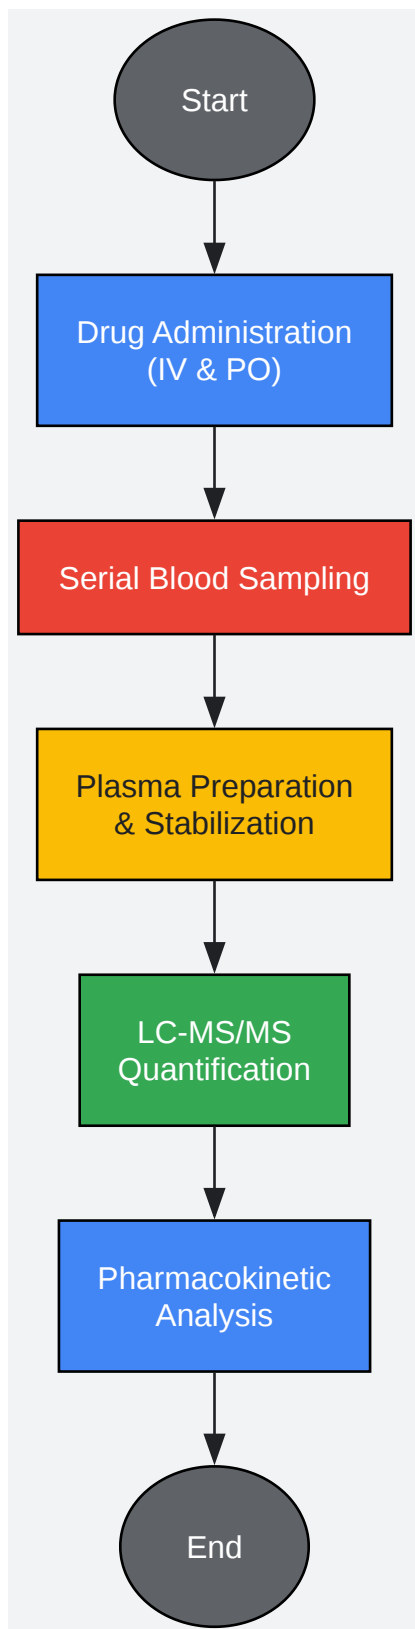 Start
Drug Administration
(IV & PO)
Serial Blood Sampling
Plasma Preparation
& Stabilization
LC-MS/MS
Quantification
Pharmacokinetic
Analysis
End